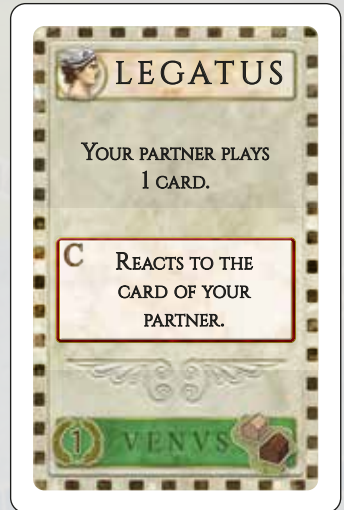 LEGATUS
YOUR PARTNER PLAYS
1 CARD.
C
REACTS TO THE
CARD OF YOUR
PARTNER.
1 VENVS